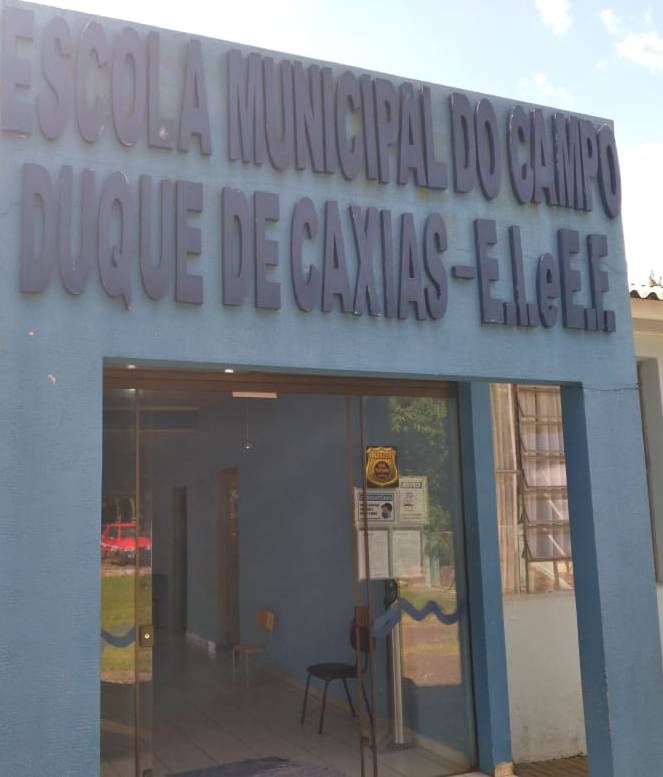 ESCOLA MUNICIPAL DO CAMPO
DUQUE DE CAXIAS - E.I. e E.F.